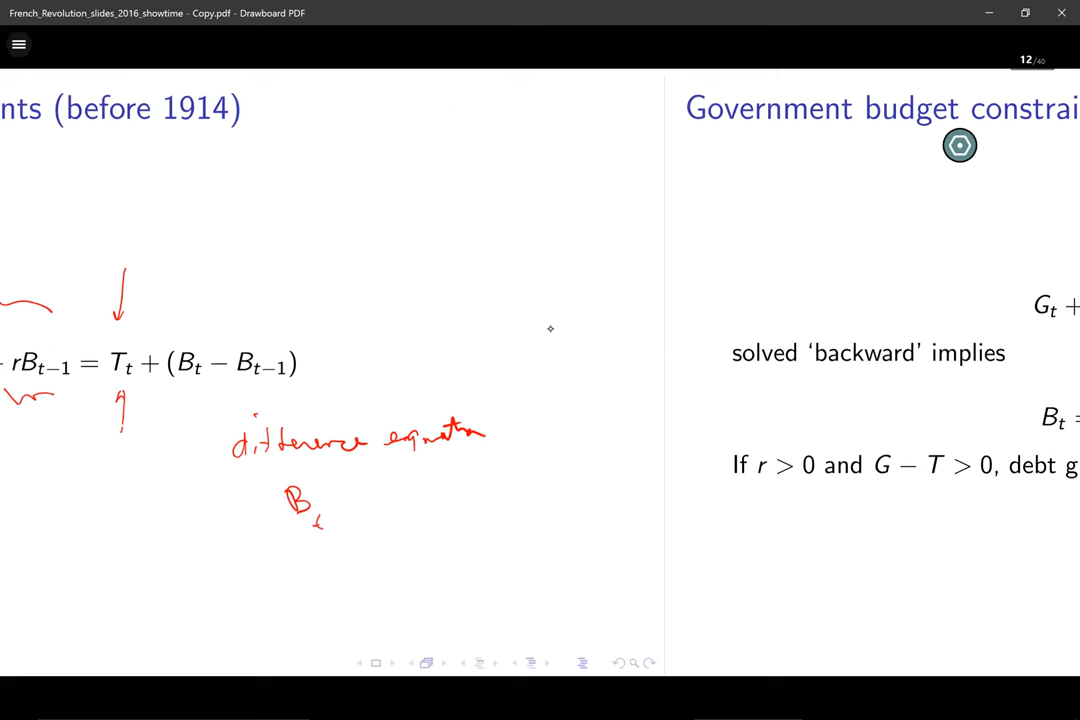 French_Revolution_slides_2016_showtime - Copy.pdf - Drawboard PDF
12/40
nts (before 1914)
+ rB_{t−1} = T_t + (B_t − B_{t−1})
difference equation
B_t
Government budget constrai
G_t +
solved ‘backward’ implies
B_t =
If r > 0 and G − T > 0, debt g